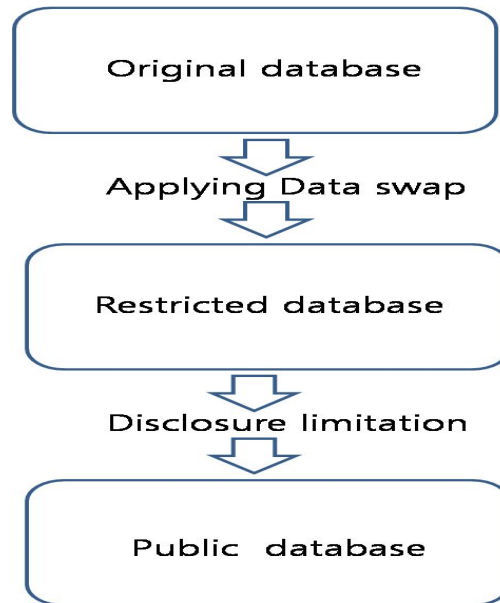 Original database
Applying Data swap
Restricted database
Disclosure limitation
Public database